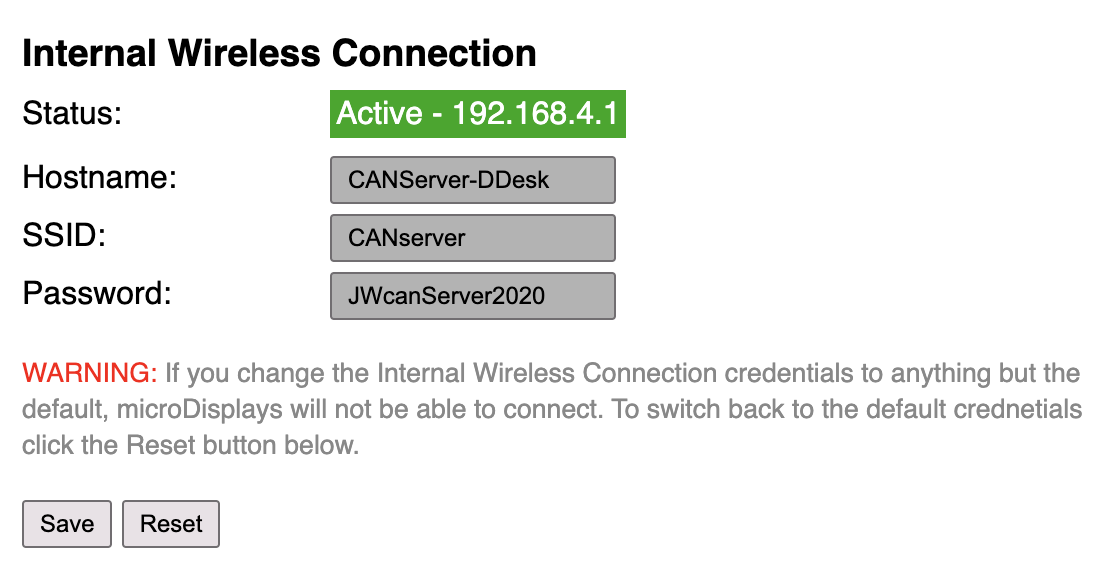 Internal Wireless Connection
Status: Active - 192.168.4.1
Hostname: CANServer-DDesk
SSID: CANserver
Password: JWcanServer2020
WARNING: If you change the Internal Wireless Connection credentials to anything but the
default, microDisplays will not be able to connect. To switch back to the default crednetials
click the Reset button below.
Save Reset